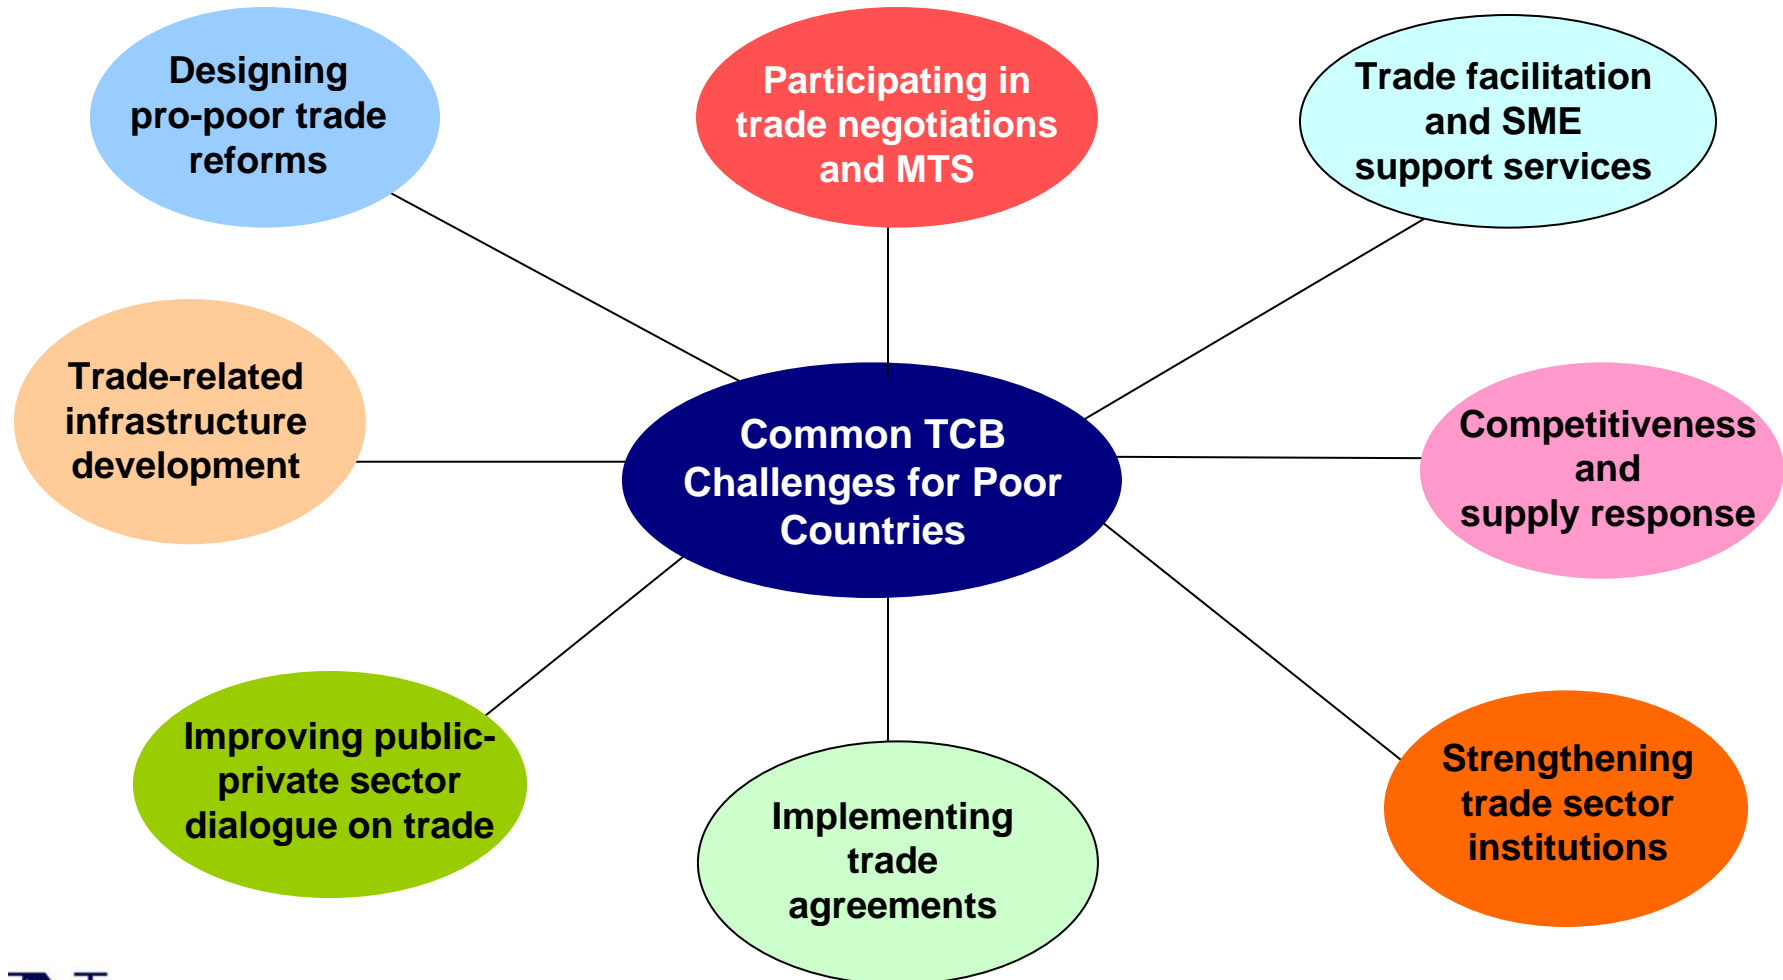 Designing
pro-poor trade
reforms
Participating in
trade negotiations
and MTS
Trade facilitation
and SME
support services
Trade-related
infrastructure
development
Common TCB
Challenges for Poor
Countries
Competitiveness
and
supply response
Improving public-
private sector
dialogue on trade
Implementing
trade
agreements
Strengthening
trade sector
institutions